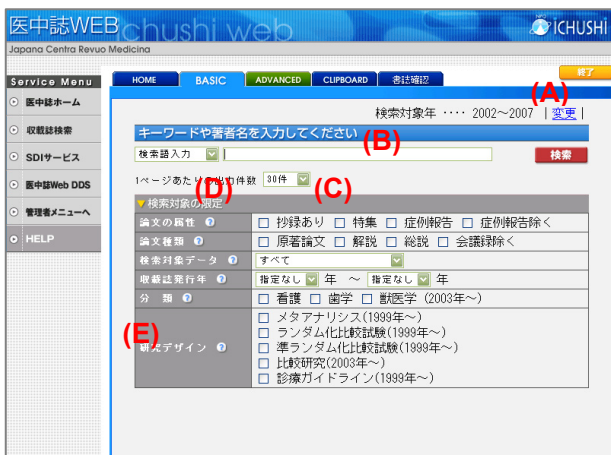 医中誌WEB ichushi web ICHUSHI
Japana Centra Revuo Medicina
Service Menu
HOME BASIC ADVANCED CLIPBOARD 書誌確認 終了
(A)
医中誌ホーム
収載誌検索
SDIサービス
医中誌Web DDS
管理者メニューへ
HELP
検索対象年 ・・・・ 2002～2007 | 変更 |
キーワードや著者名を入力してください
(B)
検索語入力 検索
1ページあたりの出力件数 30件
(D) (C)
▼検索対象の限定
論文の属性 ? □ 抄録あり □ 特集 □ 症例報告 □ 症例報告除く
論文種類 ? □ 原著論文 □ 解説 □ 総説 □ 会議録除く
検索対象データ ? すべて
収載誌発行年 ? 指定なし 年 ～ 指定なし 年
分 類 ? □ 看護 □ 歯学 □ 獣医学 (2003年～)
(E)
研究デザイン ? □ メタアナリシス(1999年～)
□ ランダム化比較試験(1999年～)
□ 準ランダム化比較試験(1999年～)
□ 比較研究(2003年～)
□ 診療ガイドライン(1999年～)